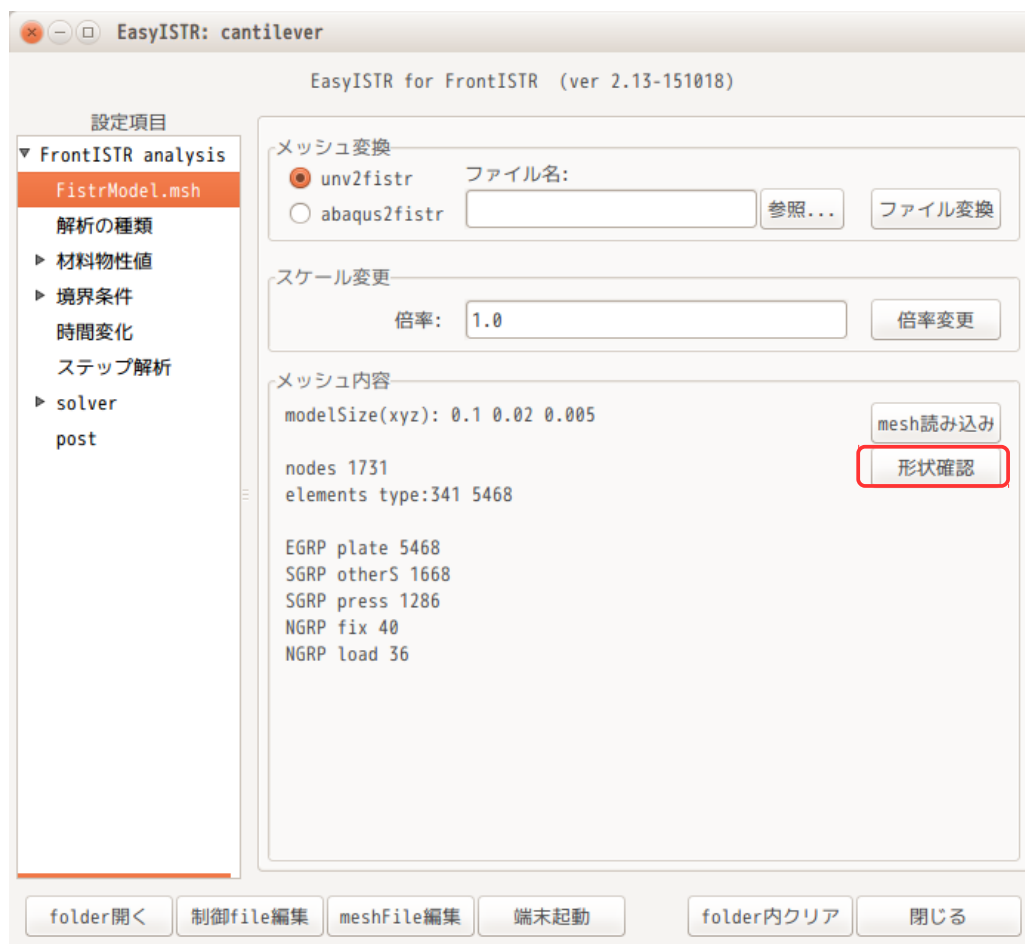 EasyISTR: cantilever
EasyISTR for FrontISTR (ver 2.13-151018)
設定項目
FrontISTR analysis
FistrModel.msh
解析の種類
材料物性値
境界条件
時間変化
ステップ解析
solver
post
メッシュ変換
unv2fistr
abaqus2fistr
ファイル名:
参照...
ファイル変換
スケール変更
倍率:
1.0
倍率変更
メッシュ内容
modelSize(xyz): 0.1 0.02 0.005
nodes 1731
elements type:341 5468
EGRP plate 5468
SGRP otherS 1668
SGRP press 1286
NGRP fix 40
NGRP load 36
mesh読み込み
形状確認
folder開く
制御file編集
meshFile編集
端末起動
folder内クリア
閉じる